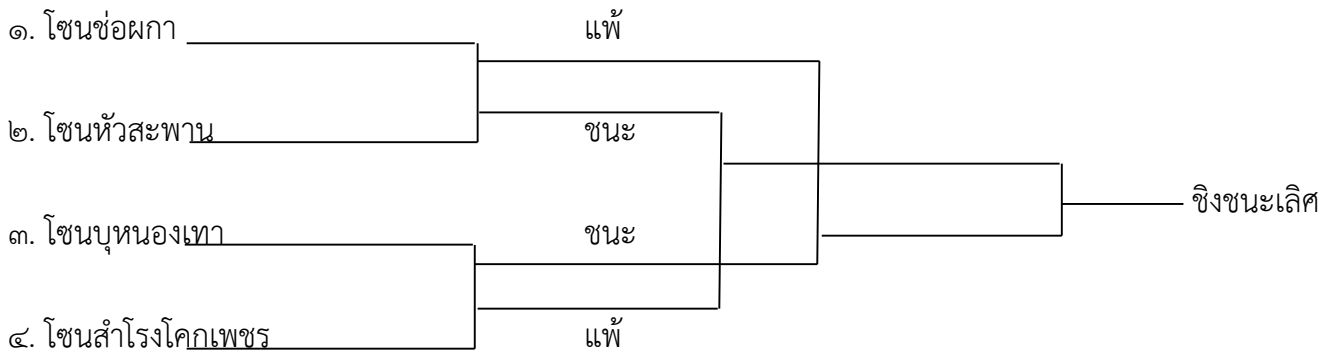 ๑. โซนช่อผกา แพ้
๒. โซนหัวสะพาน ชนะ
ชิงชนะเลิศ
๓. โซนบุหนองเทา ชนะ
๔. โซนสำโรงโคกเพชร แพ้